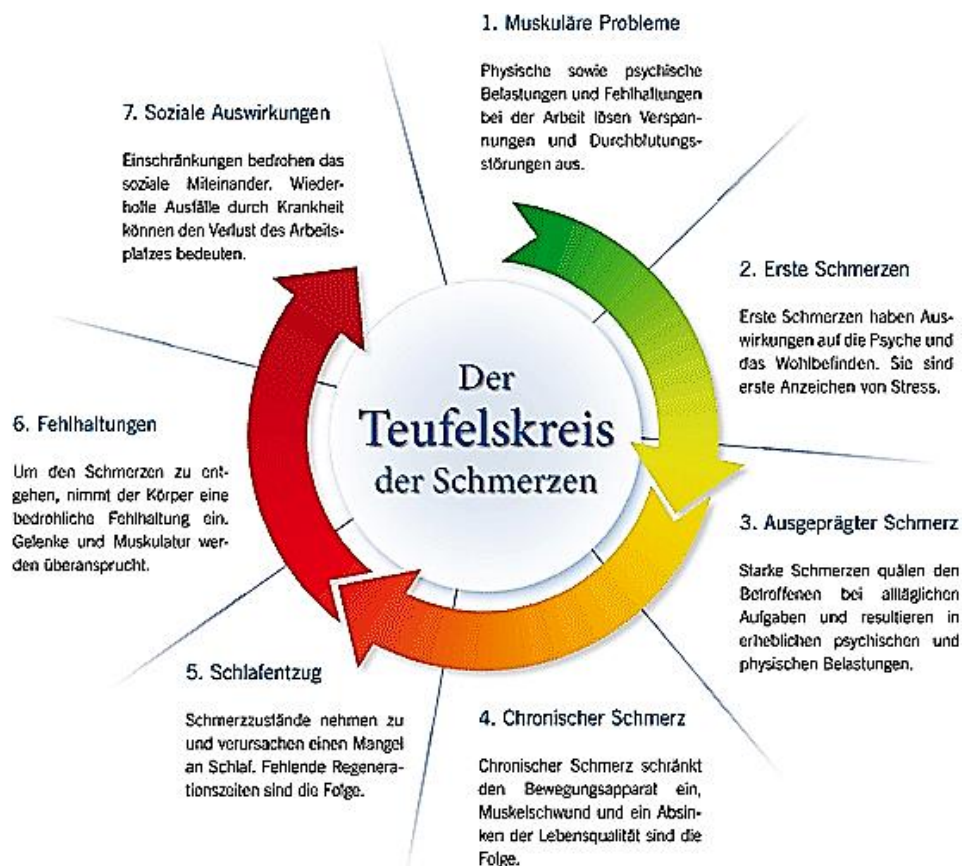 1. Muskuläre Probleme
Physische sowie psychische
Belastungen und Fehlhaltungen
bei der Arbeit lösen Verspan-
nungen und Durchblutungs-
störungen aus.
2. Erste Schmerzen
Erste Schmerzen haben Aus-
wirkungen auf die Psyche und
das Wohlbefinden. Sie sind
erste Anzeichen von Stress.
3. Ausgeprägter Schmerz
Starke Schmerzen quälen den
Betroffenen bei alltäglichen
Aufgaben und resultieren in
erheblichen psychischen und
physischen Belastungen.
4. Chronischer Schmerz
Chronischer Schmerz schränkt
den Bewegungsapparat ein,
Muskelschwund und ein Absin-
ken der Lebensqualität sind die
Folge.
5. Schlafentzug
Schmerzzustände nehmen zu
und verursachen einen Mangel
an Schlaf. Fehlende Regenera-
tionszeiten sind die Folge.
6. Fehlhaltungen
Um den Schmerzen zu ent-
gehen, nimmt der Körper eine
bedrohliche Fehlhaltung ein.
Gelenke und Muskulatur wer-
den überansprucht.
7. Soziale Auswirkungen
Einschränkungen bedrohen das
soziale Miteinander. Wieder-
holte Ausfälle durch Krankheit
können den Verlust des Arbeits-
platzes bedeuten.
Der
Teufelskreis
der Schmerzen